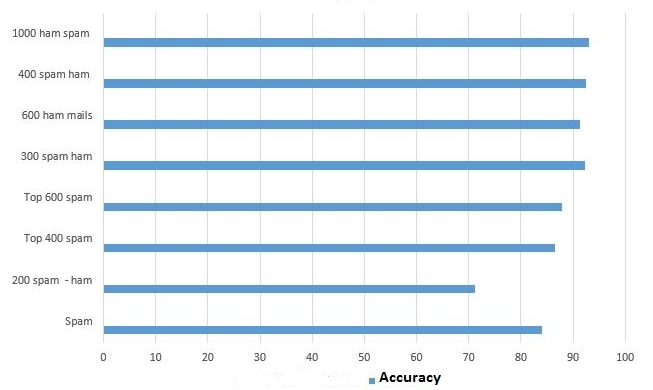 1000 ham spam
400 spam ham
600 ham mails
300 spam ham
Top 600 spam
Top 400 spam
200 spam - ham
Spam
0 10 20 30 40 50 60 70 80 90 100
Accuracy